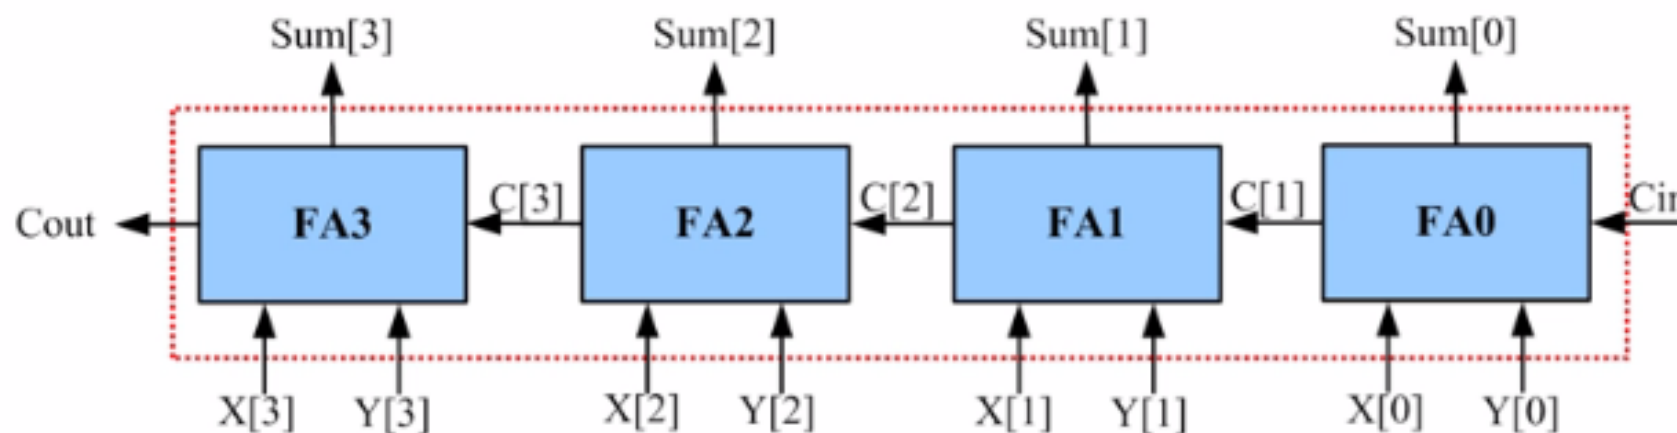 Sum[3] Sum[2] Sum[1] Sum[0]
C[3] C[2] C[1] Cin
Cout FA3 FA2 FA1 FA0
X[3] Y[3] X[2] Y[2] X[1] Y[1] X[0] Y[0]